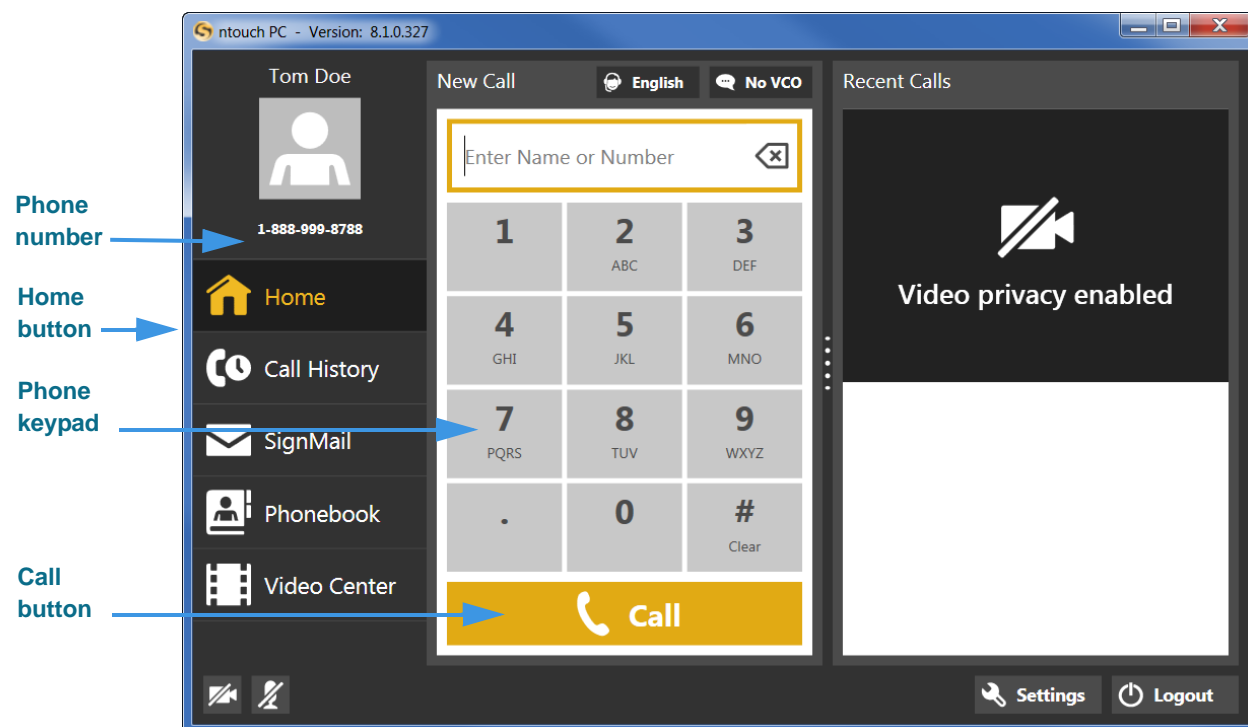 ntouch PC - Version: 8.1.0.327
Tom Doe
1-888-999-8788
Phone
number
Home
button
Phone
keypad
Call
button
Home
Call History
SignMail
Phonebook
Video Center
New Call
English
No VCO
Enter Name or Number
1
2
ABC
3
DEF
4
GHI
5
JKL
6
MNO
7
PQRS
8
TUV
9
WXYZ
.
0
#
Clear
Call
Recent Calls
Video privacy enabled
Settings
Logout